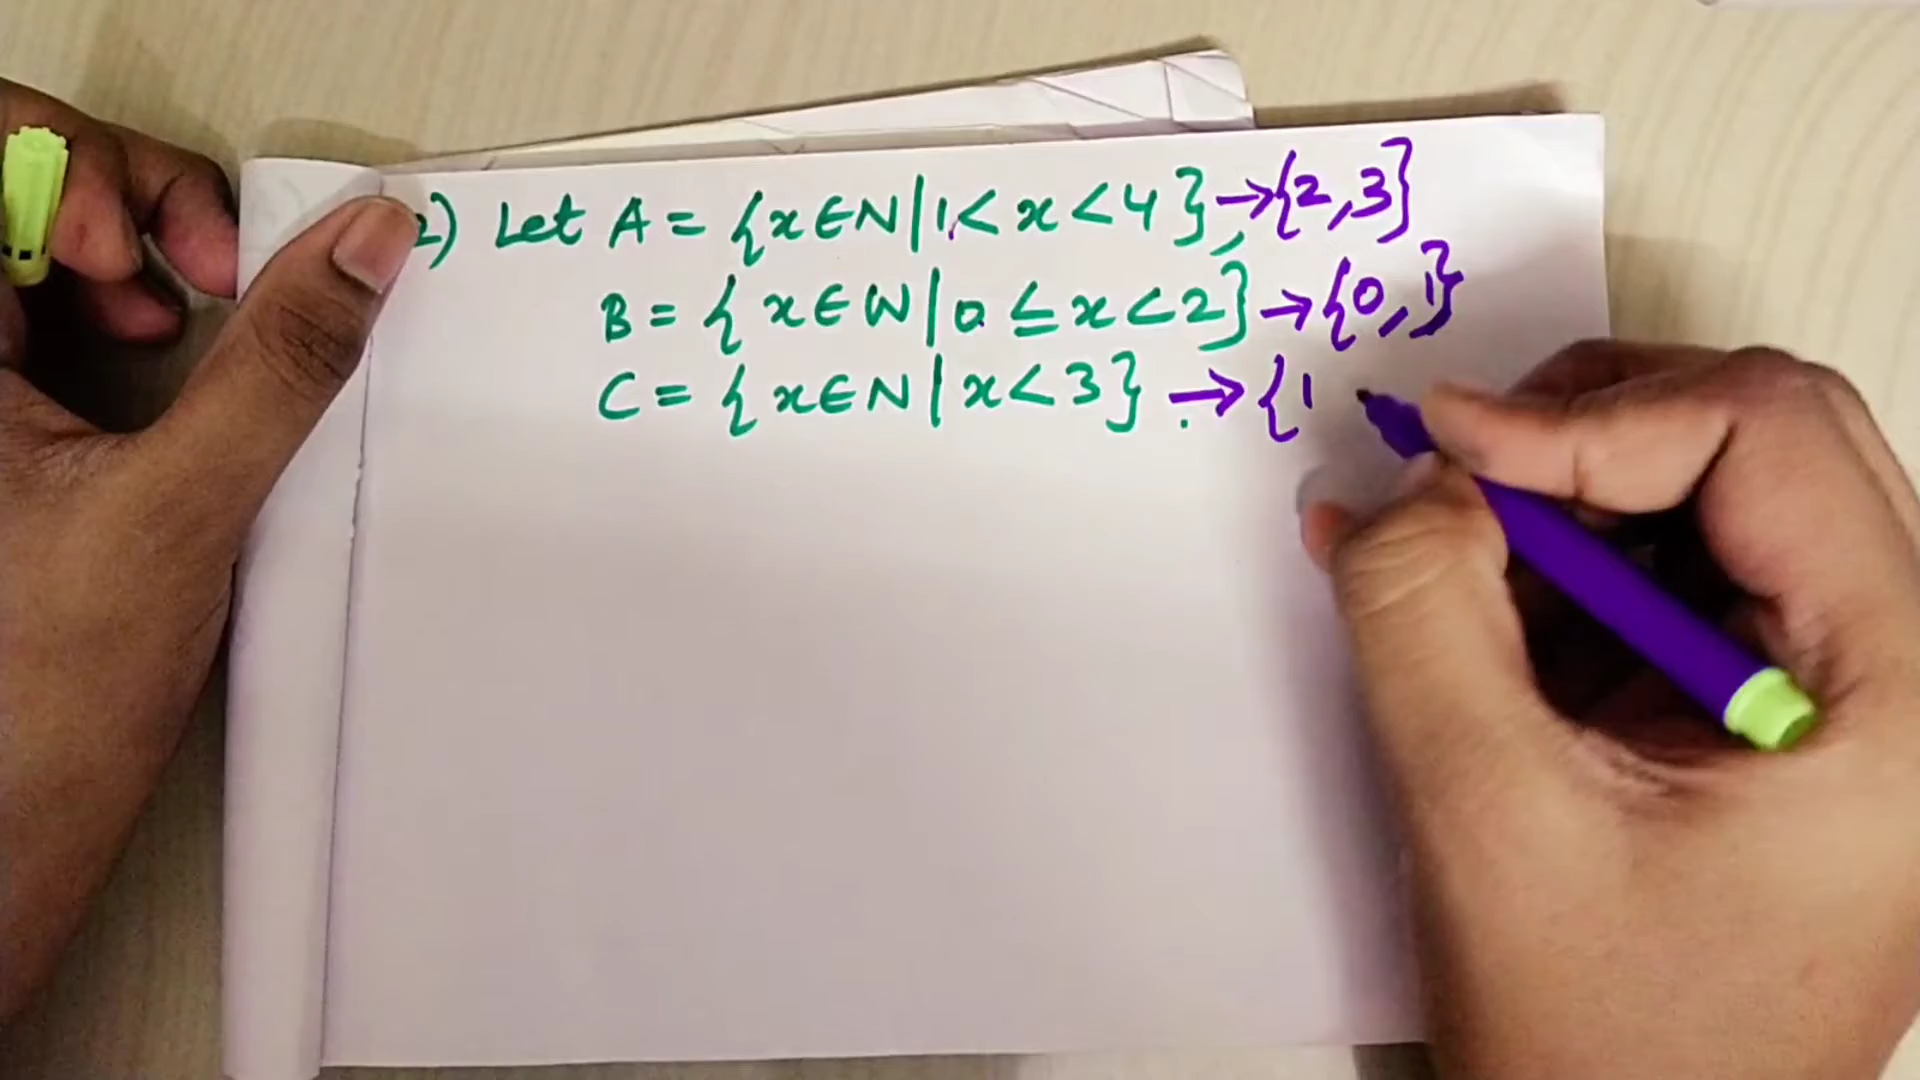 2) Let A = {x∈N | 1 < x < 4}, → {2,3}
B = {x∈W | 0 ≤ x < 2} → {0,1}
C = {x∈N | x < 3} . → {1